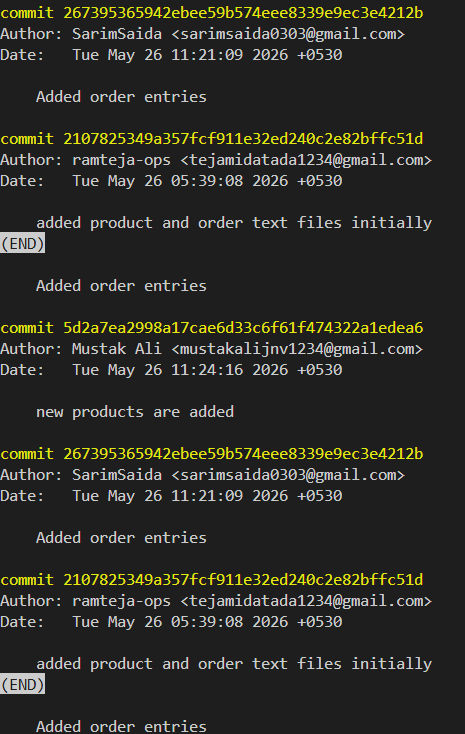 commit 267395365942ebee59b574eee8339e9ec3e4212b
Author: SarimSaida <sarimsaida0303@gmail.com>
Date:   Tue May 26 11:21:09 2026 +0530
    Added order entries
commit 2107825349a357fcf911e32ed240c2e82bffc51d
Author: ramteja-ops <tejamidatada1234@gmail.com>
Date:   Tue May 26 05:39:08 2026 +0530
    added product and order text files initially
(END)
    Added order entries
commit 5d2a7ea2998a17cae6d33c6f61f474322a1edea6
Author: Mustak Ali <mustakalijnv1234@gmail.com>
Date:   Tue May 26 11:24:16 2026 +0530
    new products are added
commit 267395365942ebee59b574eee8339e9ec3e4212b
Author: SarimSaida <sarimsaida0303@gmail.com>
Date:   Tue May 26 11:21:09 2026 +0530
    Added order entries
commit 2107825349a357fcf911e32ed240c2e82bffc51d
Author: ramteja-ops <tejamidatada1234@gmail.com>
Date:   Tue May 26 05:39:08 2026 +0530
    added product and order text files initially
(END)
    Added order entries